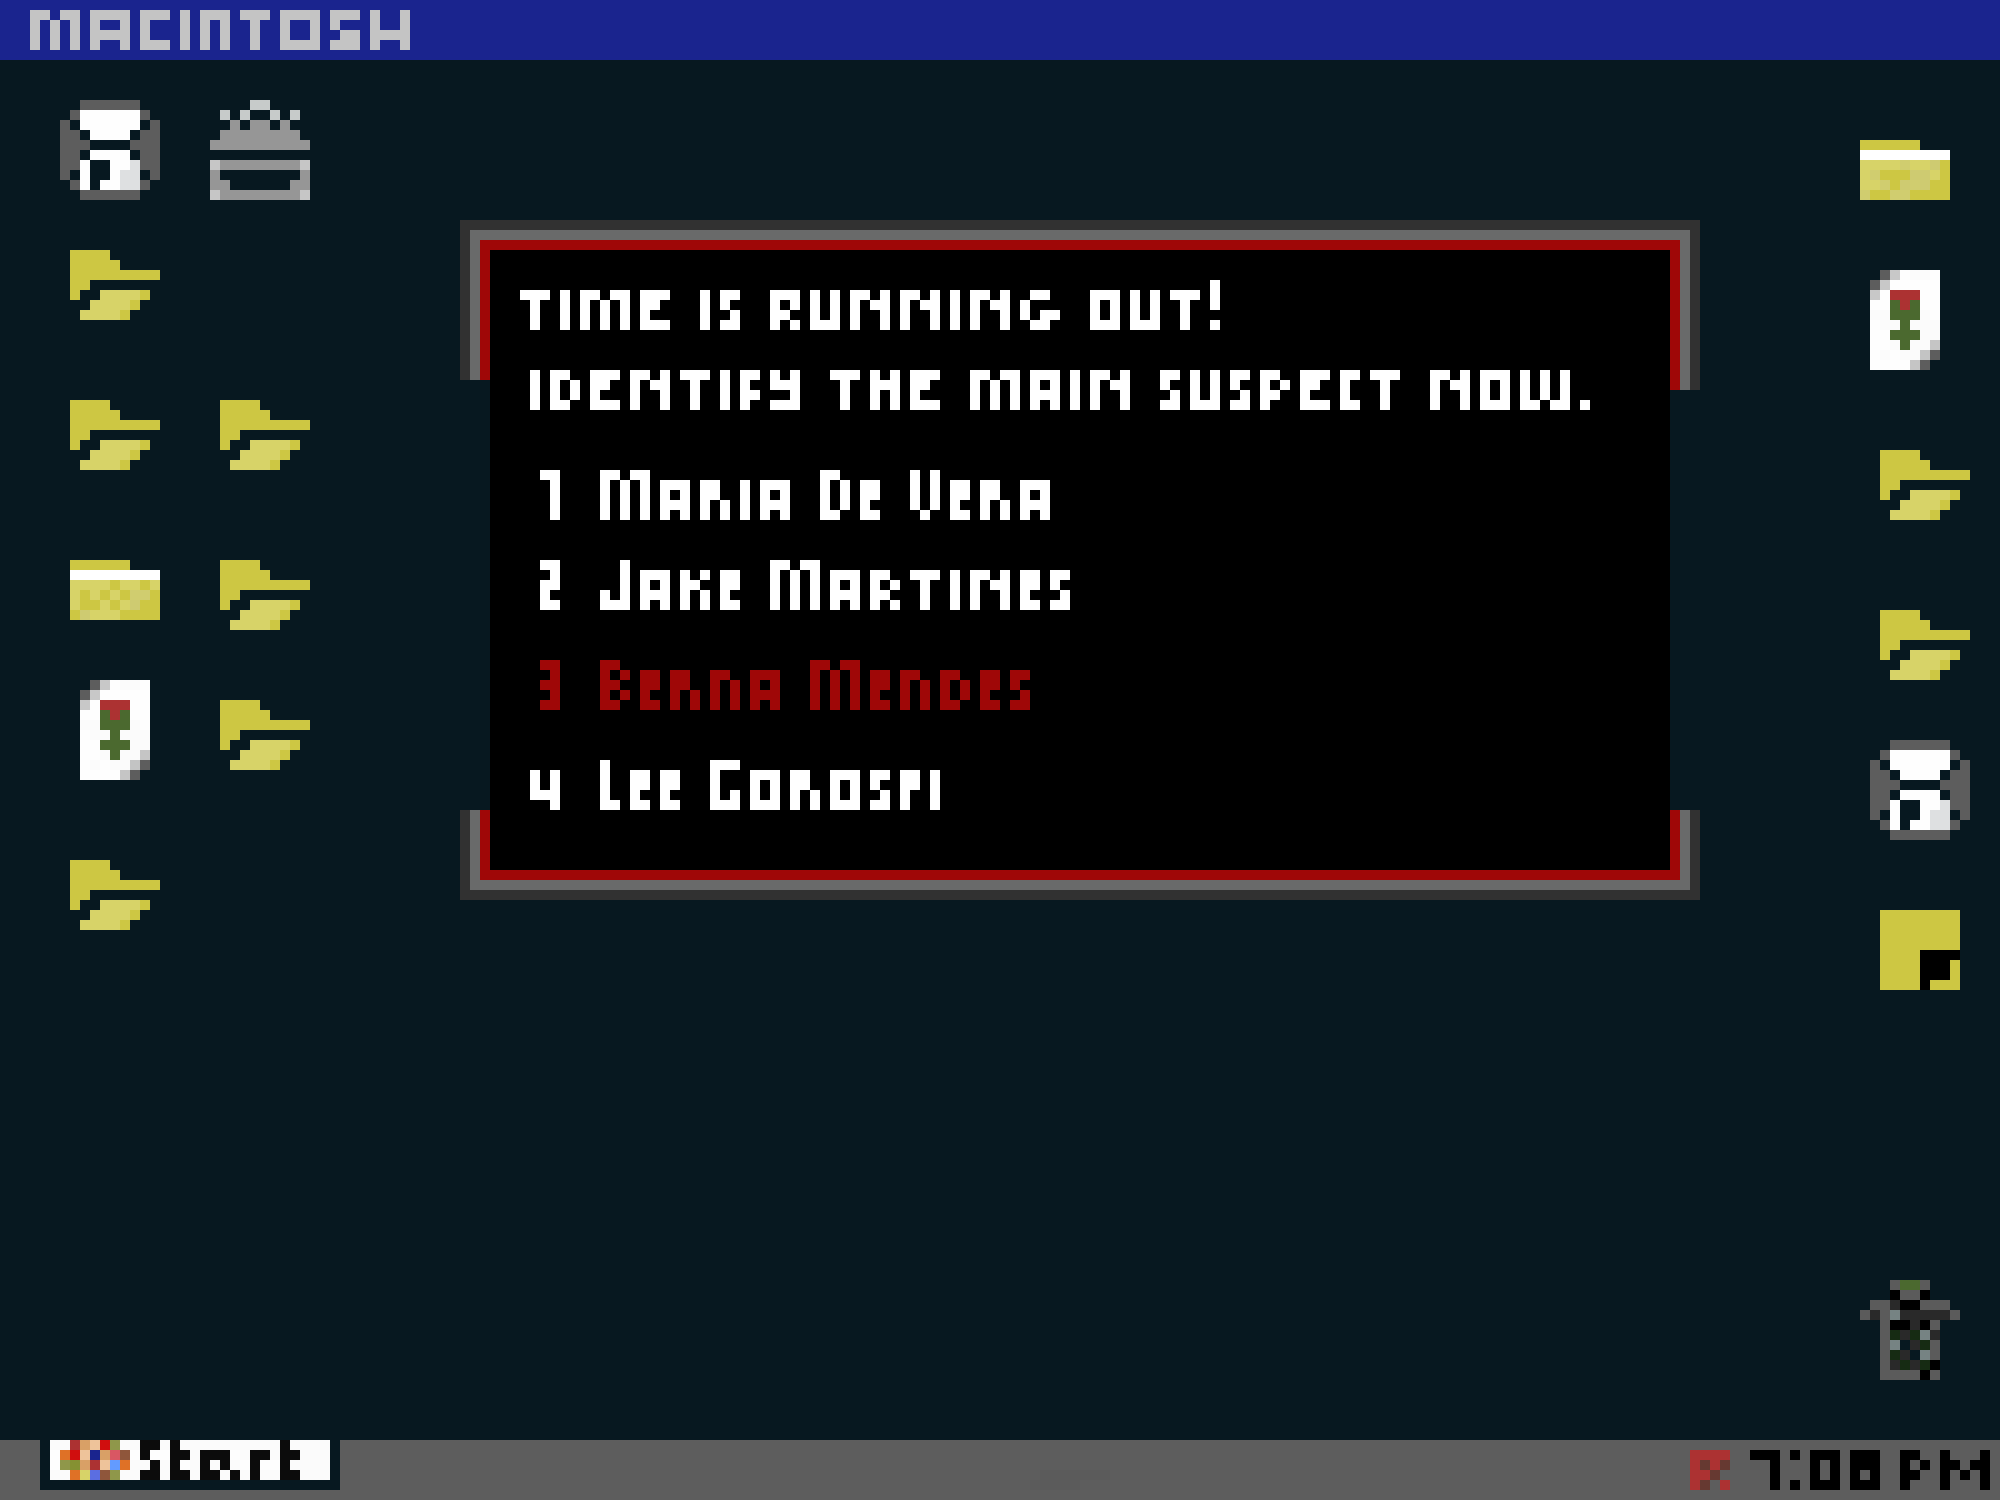 MACINTOSH
TIME IS RUNNING OUT!
IDENTIFY THE MAIN SUSPECT NOW.
1 Maria De Vera
2 Jake Martines
3 Berna Mendes
4 Lee Gorospi
start
7:08 PM